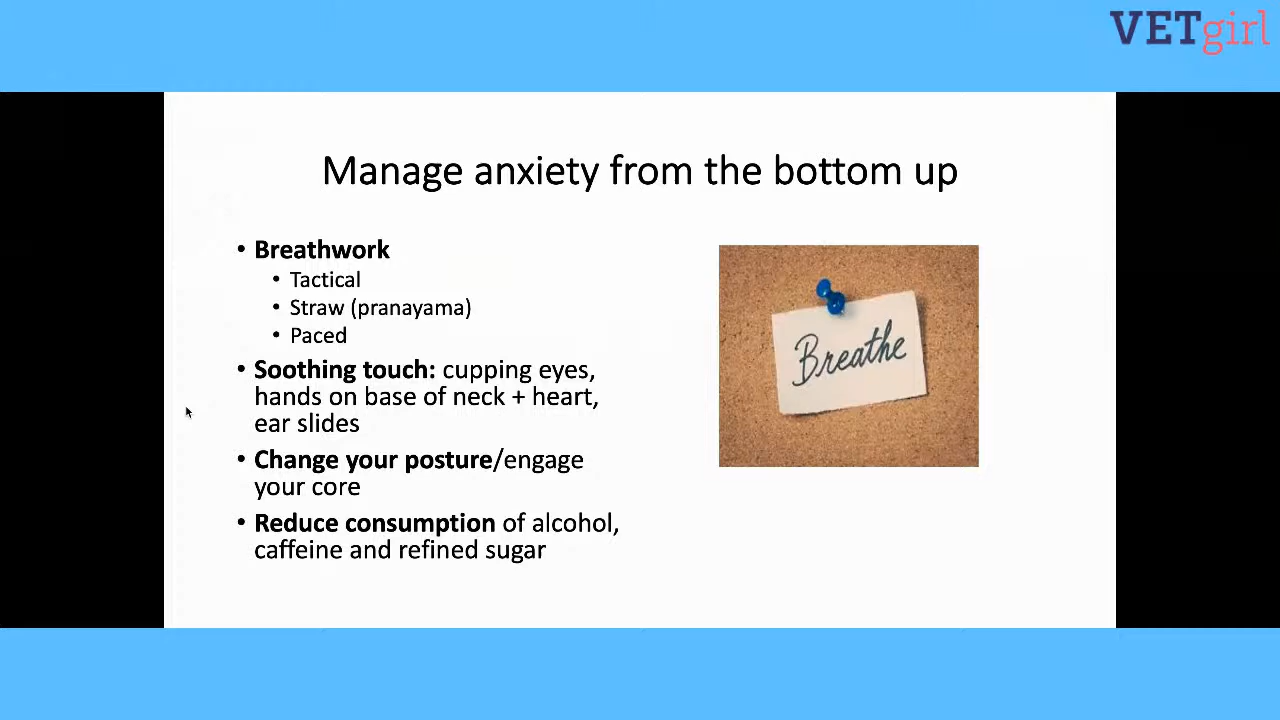 VETgirl
Manage anxiety from the bottom up
• Breathwork
• Tactical
• Straw (pranayama)
• Paced
• Soothing touch: cupping eyes,
hands on base of neck + heart,
ear slides
• Change your posture/engage
your core
• Reduce consumption of alcohol,
caffeine and refined sugar
Breathe